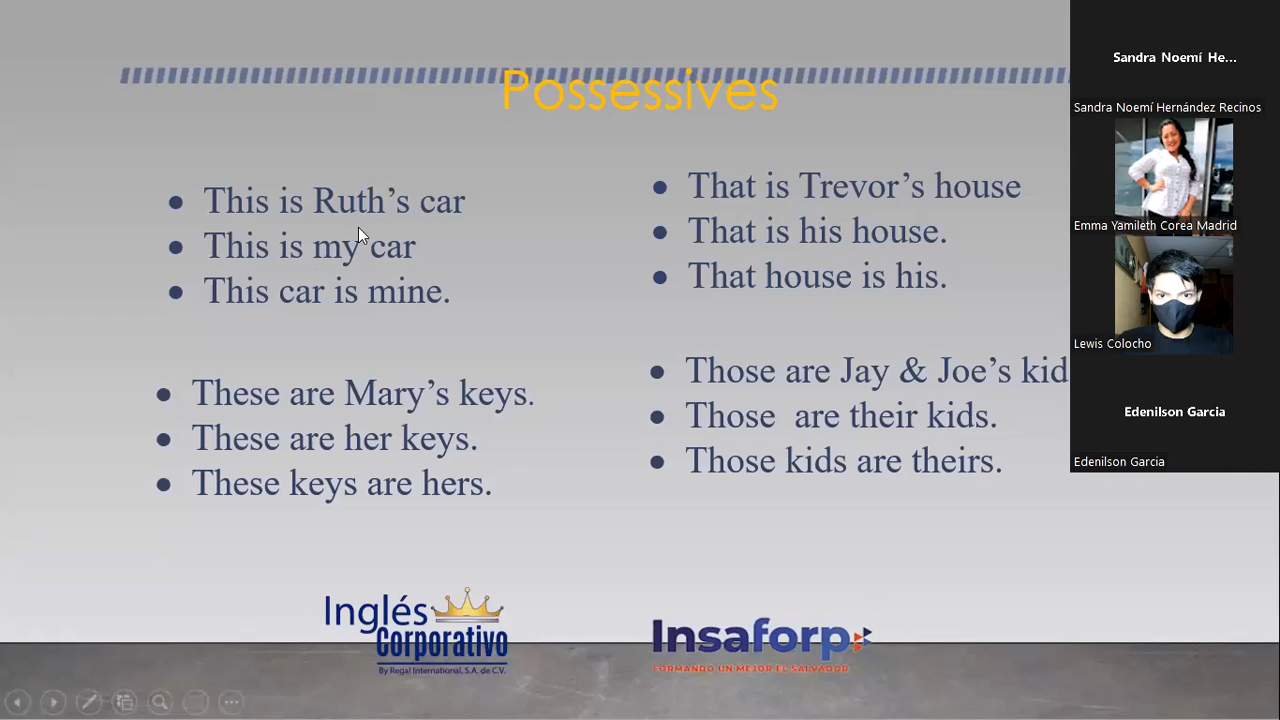 Possessives
This is Ruth’s car
This is my car
This car is mine.
These are Mary’s keys.
These are her keys.
These keys are hers.
That is Trevor’s house
That is his house.
That house is his.
Those are Jay & Joe’s kid
Those are their kids.
Those kids are theirs.
Inglés
Corporativo
By Regal International, S.A. de C.V.
Insaforp
FORMANDO UN MEJOR EL SALVADOR
Sandra Noemí He...
Sandra Noemí Hernández Recinos
Emma Yamileth Corea Madrid
Lewis Colocho
Edenilson Garcia
Edenilson Garcia